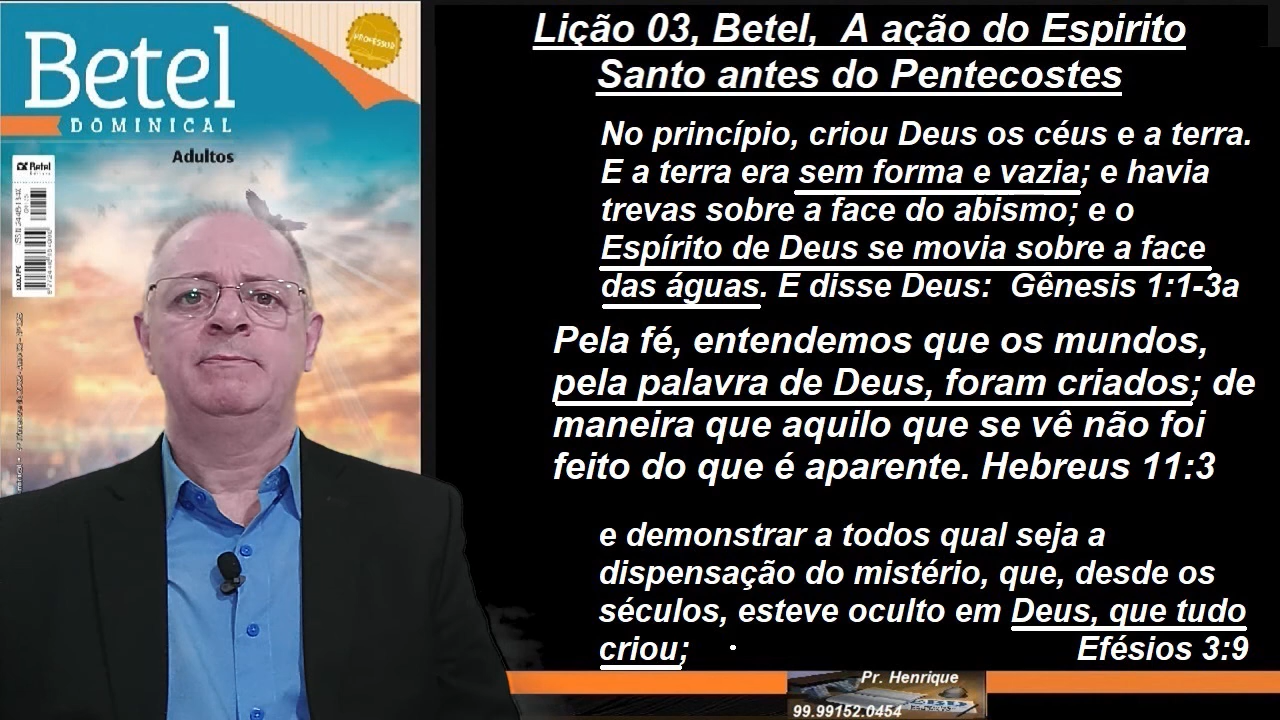 Betel
DOMINICAL
Adultos
PROFESSOR
Betel
Lição 03, Betel,  A ação do Espirito
Santo antes do Pentecostes
No princípio, criou Deus os céus e a terra.
E a terra era sem forma e vazia; e havia
trevas sobre a face do abismo; e o
Espírito de Deus se movia sobre a face
das águas. E disse Deus:  Gênesis 1:1-3a
Pela fé, entendemos que os mundos,
pela palavra de Deus, foram criados; de
maneira que aquilo que se vê não foi
feito do que é aparente. Hebreus 11:3
e demonstrar a todos qual seja a
dispensação do mistério, que, desde os
séculos, esteve oculto em Deus, que tudo
criou; Efésios 3:9
Pr. Henrique
99.99152.0454